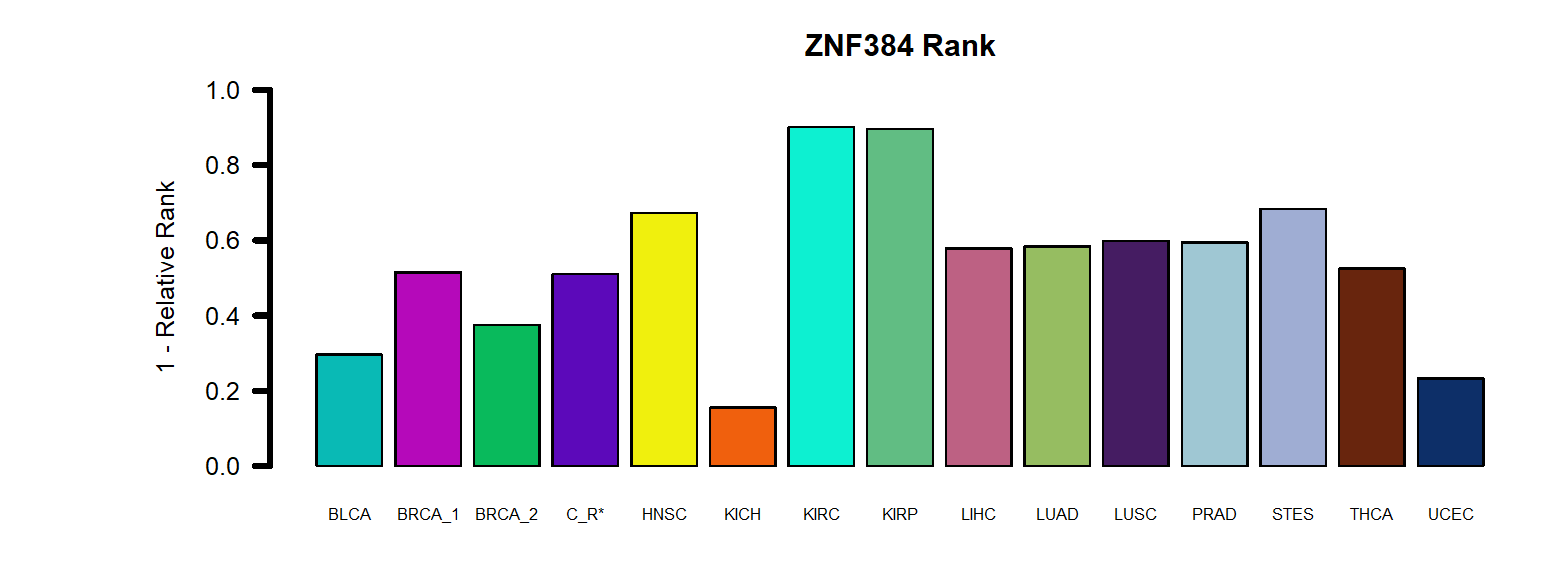 ZNF384 Rank
1 - Relative Rank
1.0
0.8
0.6
0.4
0.2
0.0
BLCA BRCA_1 BRCA_2 C_R* HNSC KICH KIRC KIRP LIHC LUAD LUSC PRAD STES THCA UCEC